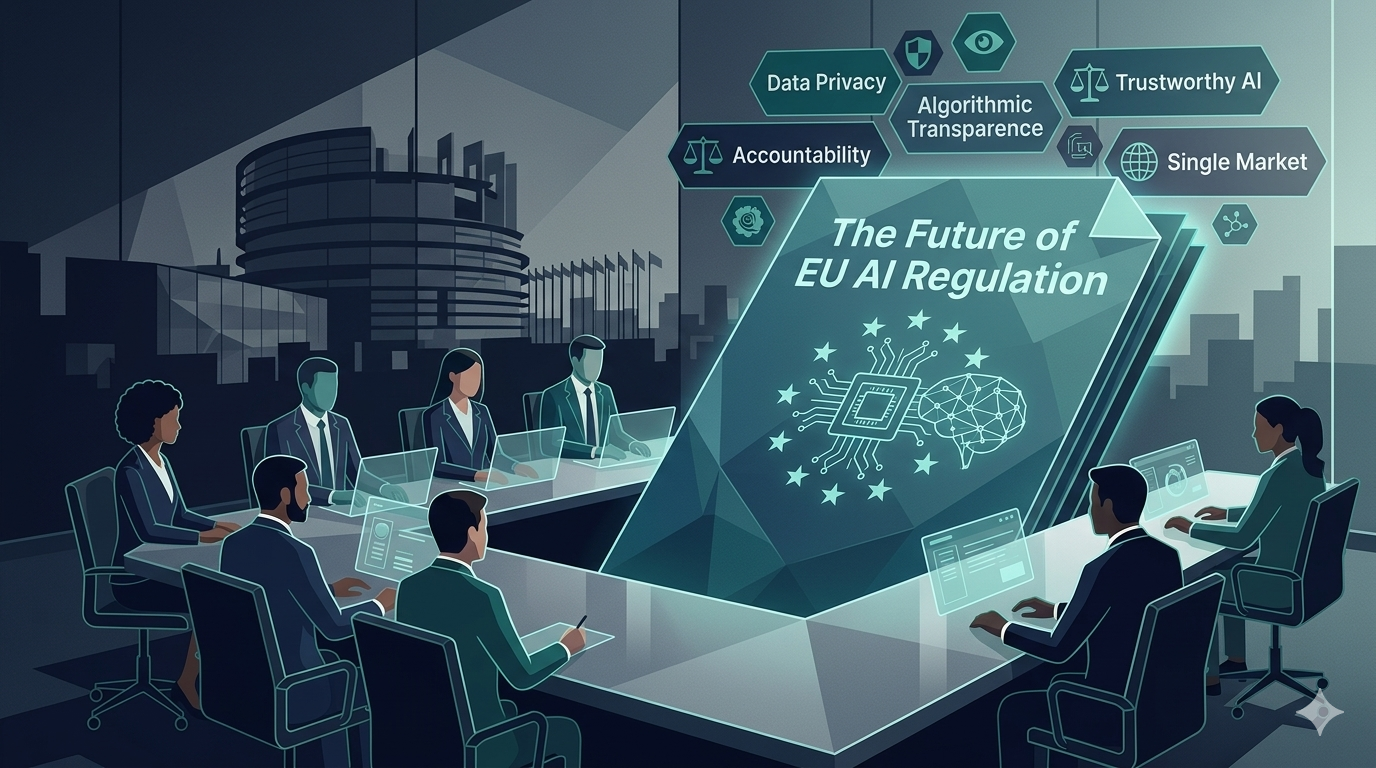 Data Privacy
Algorithmic
Transparence
Trustworthy AI
Accountability
Single Market
The Future of
EU AI Regulation